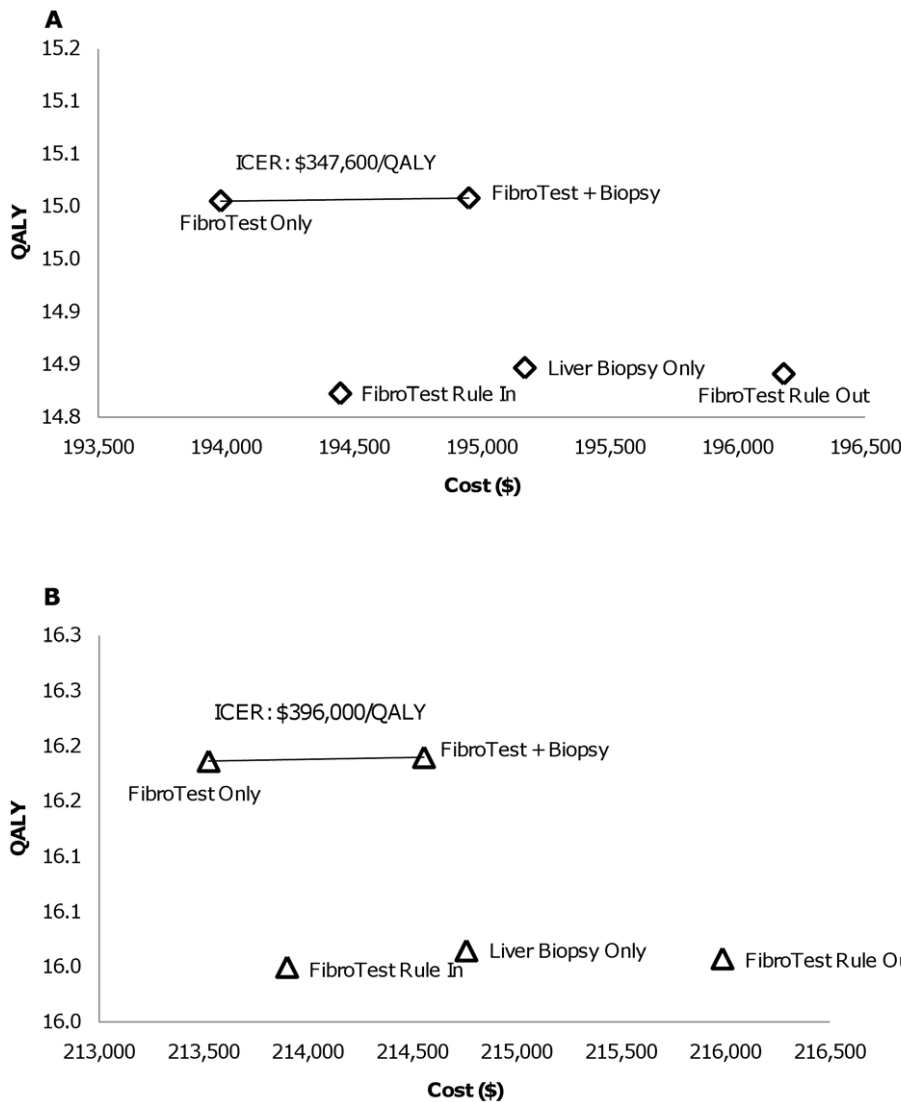 A
15.2
15.1
15.1
15.0
15.0
14.9
14.9
14.8
QALY
ICER: $347,600/QALY
FibroTest + Biopsy
FibroTest Only
Liver Biopsy Only
FibroTest Rule In
FibroTest Rule Out
193,500 194,000 194,500 195,000 195,500 196,000 196,500
Cost ($)
B
16.3
16.3
16.2
16.2
16.1
16.1
16.0
16.0
QALY
ICER: $396,000/QALY
FibroTest + Biopsy
FibroTest Only
Liver Biopsy Only
FibroTest Rule In
FibroTest Rule Ou
213,000 213,500 214,000 214,500 215,000 215,500 216,000 216,500
Cost ($)